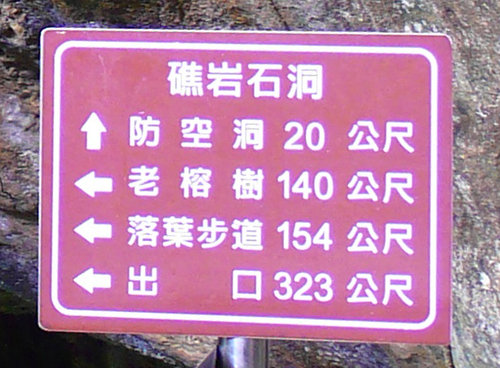 礁岩石洞
↑ 防空洞 20 公尺
← 老榕樹 140 公尺
← 落葉步道 154 公尺
← 出口 323 公尺